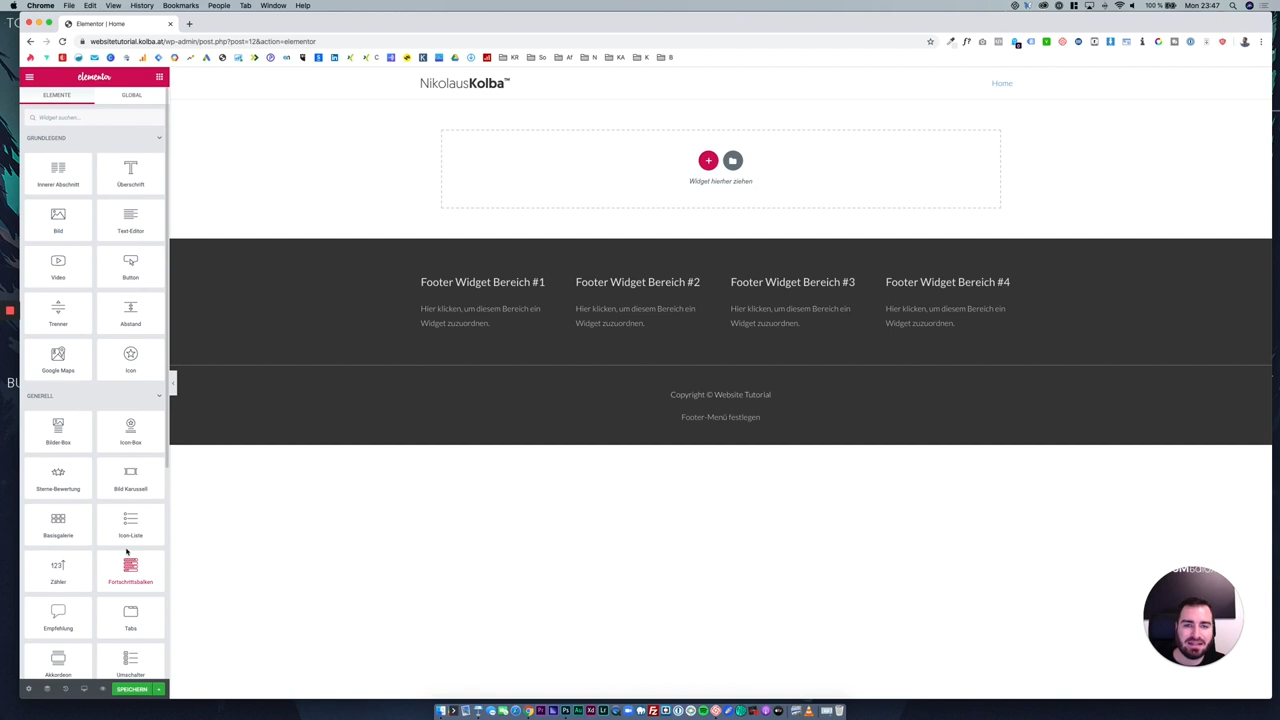 Chrome File Edit View History Bookmarks People Tab Window Help
100 % Mon 23:47
Elementor | Home
websitetutorial.kolba.at/wp-admin/post.php?post=12&action=elementor
KR So Af N KA K B
elementor
NikolausKolba™
Home
ELEMENTE GLOBAL
Widget suchen...
GRUNDLEGEND
Innerer Abschnitt Überschrift
Bild Text-Editor
Video Button
Trenner Abstand
Google Maps Icon
GENERELL
Bilder-Box Icon-Box
Sterne-Bewertung Bild Karussell
Basisgalerie Icon-Liste
Zähler Fortschrittsbalken
Empfehlung Tabs
Akkordeon Umschalter
SPEICHERN
Widget hierher ziehen
Footer Widget Bereich #1 Footer Widget Bereich #2 Footer Widget Bereich #3 Footer Widget Bereich #4
Hier klicken, um diesem Bereich ein Hier klicken, um diesem Bereich ein Hier klicken, um diesem Bereich ein Hier klicken, um diesem Bereich ein
Widget zuzuordnen. Widget zuzuordnen. Widget zuzuordnen. Widget zuzuordnen.
Copyright © Website Tutorial
Footer-Menü festlegen